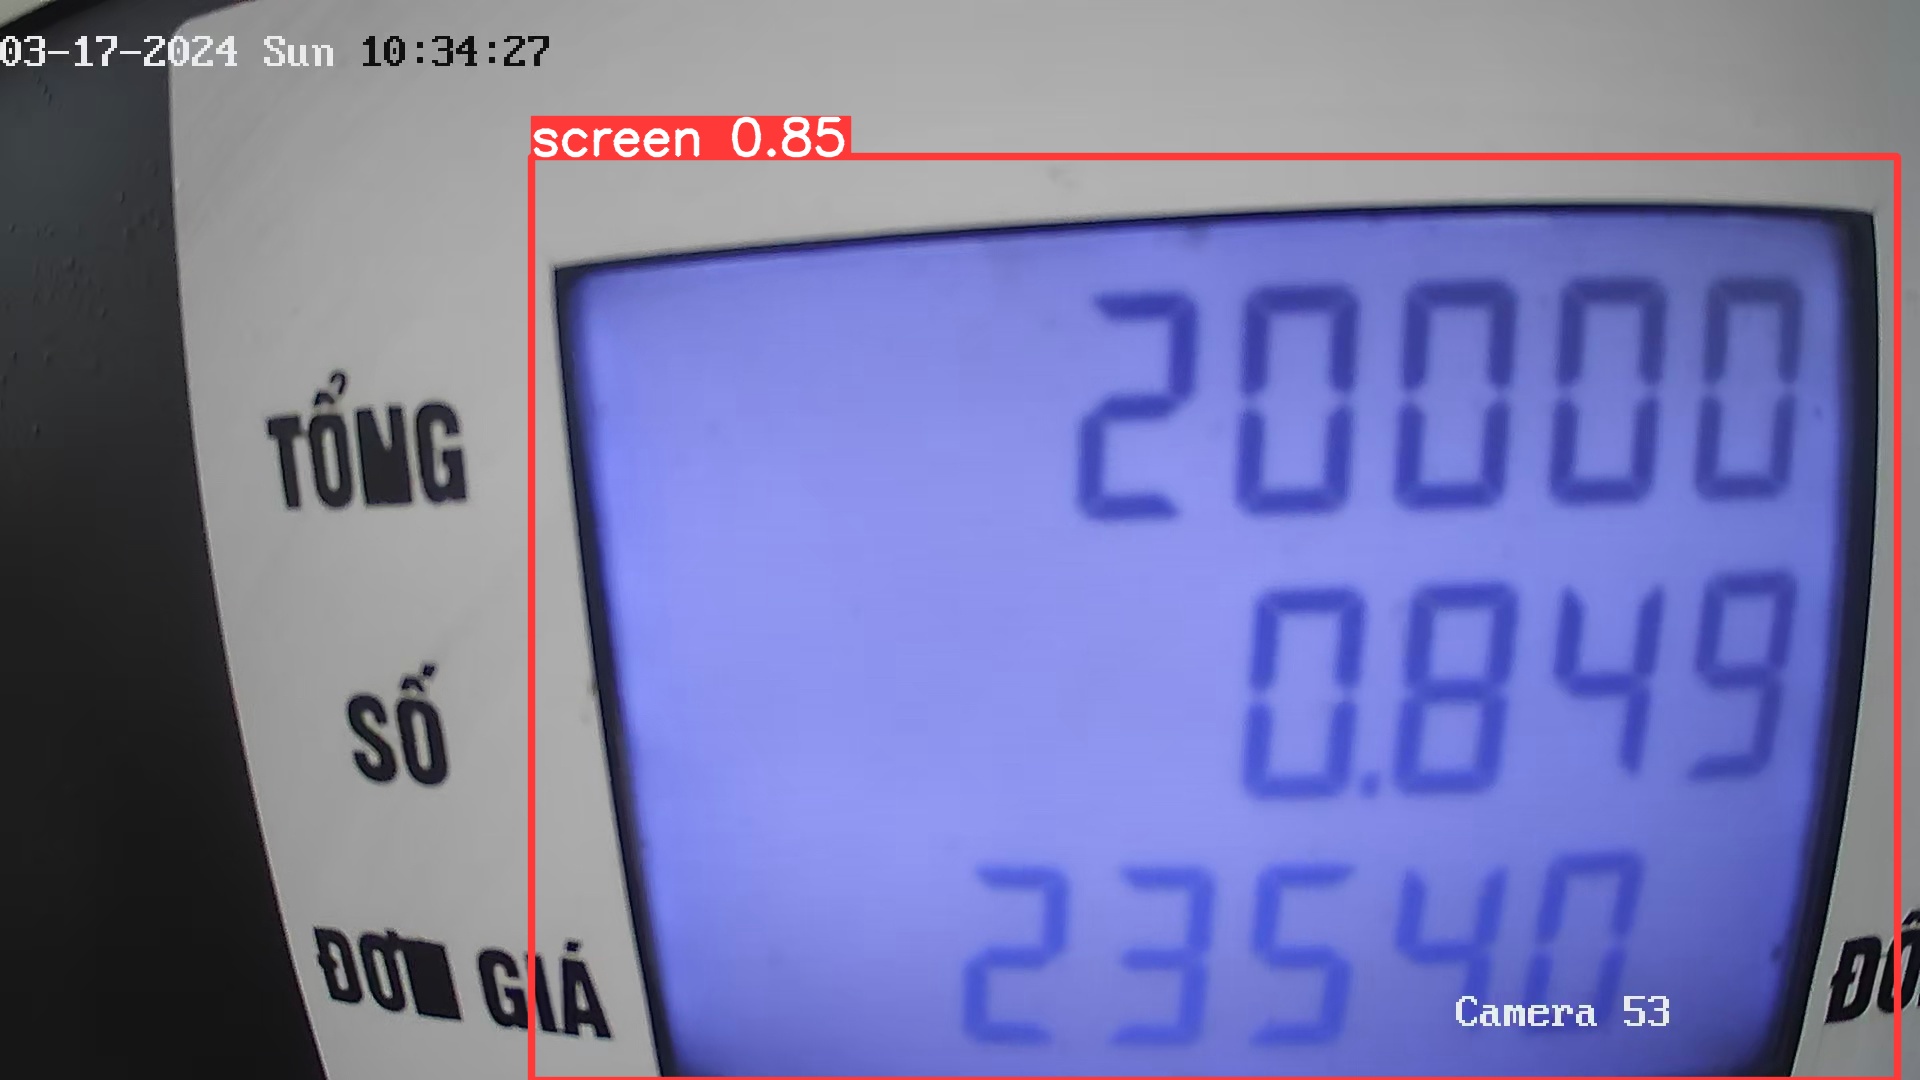 03-17-2024 Sun 10:34:27
screen 0.85
TỔNG 20000
SỐ 0.849
ĐƠN GIÁ 23540
Camera 53